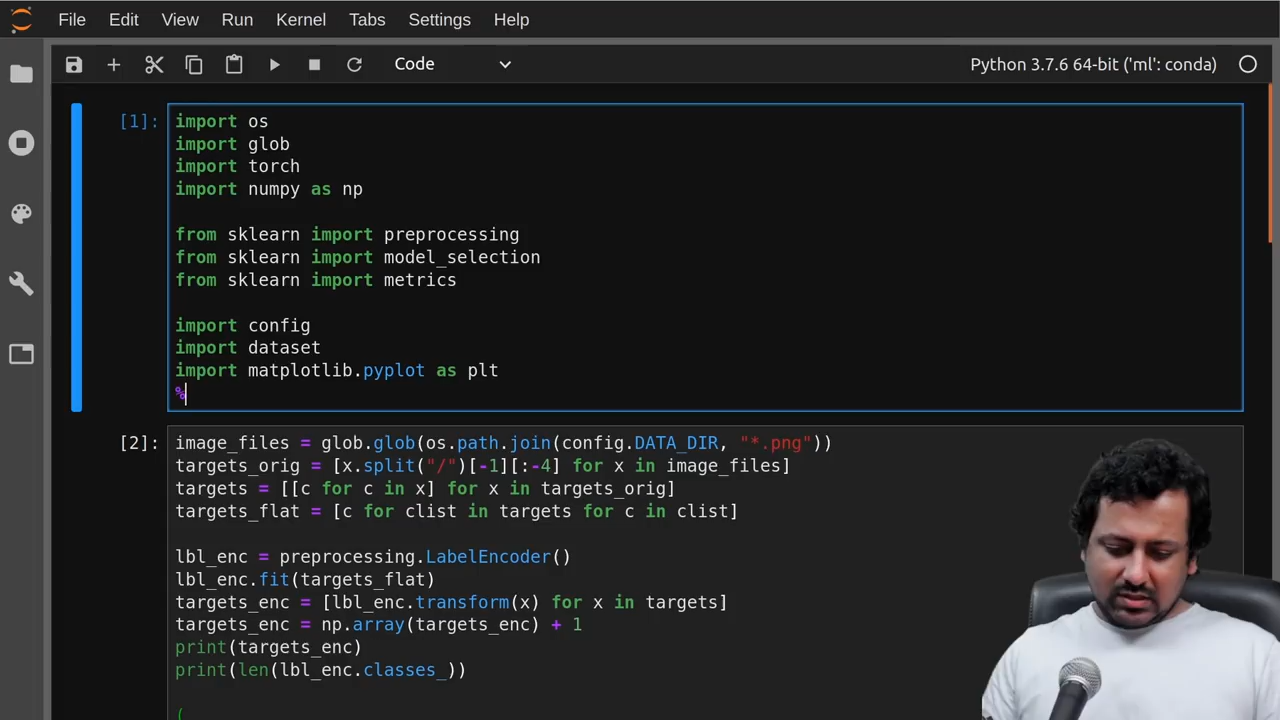 File Edit View Run Kernel Tabs Settings Help
Code Python 3.7.6 64-bit ('ml': conda)
[1]: import os
import glob
import torch
import numpy as np
from sklearn import preprocessing
from sklearn import model_selection
from sklearn import metrics
import config
import dataset
import matplotlib.pyplot as plt
%
[2]: image_files = glob.glob(os.path.join(config.DATA_DIR, "*.png"))
targets_orig = [x.split("/")[-1][:-4] for x in image_files]
targets = [[c for c in x] for x in targets_orig]
targets_flat = [c for clist in targets for c in clist]
lbl_enc = preprocessing.LabelEncoder()
lbl_enc.fit(targets_flat)
targets_enc = [lbl_enc.transform(x) for x in targets]
targets_enc = np.array(targets_enc) + 1
print(targets_enc)
print(len(lbl_enc.classes_))
(